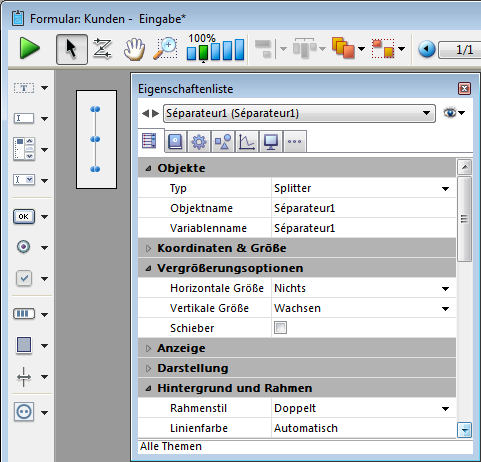 Formular: Kunden - Eingabe*
100%
1/1
Eigenschaftenliste
Séparateur1 (Séparateur1)
Objekte
Typ Splitter
Objektname Séparateur1
Variablenname Séparateur1
Koordinaten & Größe
Vergrößerungsoptionen
Horizontale Größe Nichts
Vertikale Größe Wachsen
Schieber
Anzeige
Darstellung
Hintergrund und Rahmen
Rahmenstil Doppelt
Linienfarbe Automatisch
Alle Themen
T
I
I
OK